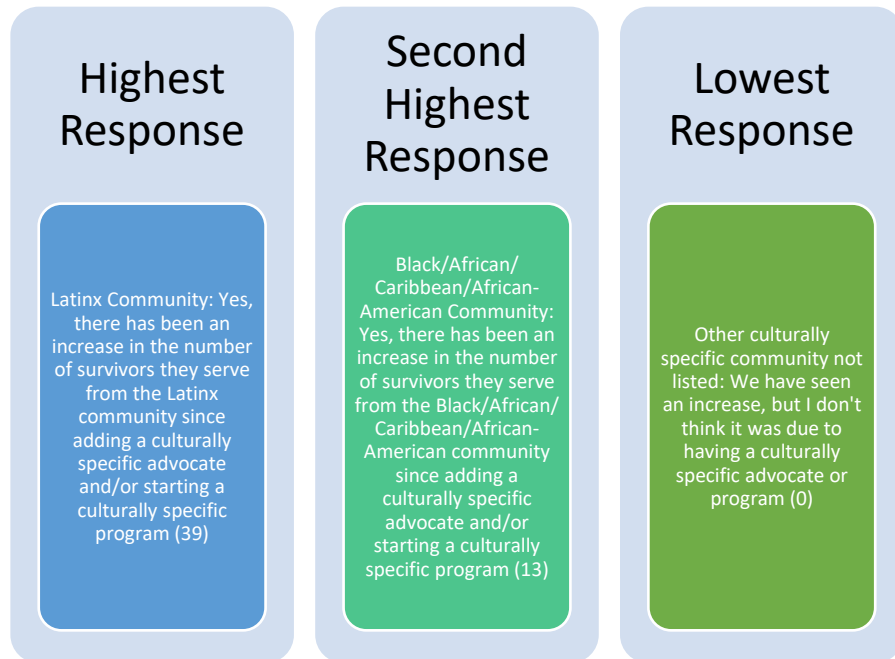 Highest
Response
Latinx Community: Yes,
there has been an
increase in the number
of survivors they serve
from the Latinx
community since
adding a culturally
specific advocate
and/or starting a
culturally specific
program (39)
Second
Highest
Response
Black/African/
Caribbean/African-
American Community:
Yes, there has been an
increase in the number
of survivors they serve
from the Black/African/
Caribbean/African-
American community
since adding a
culturally specific
advocate and/or
starting a culturally
specific program (13)
Lowest
Response
Other culturally
specific community not
listed: We have seen
an increase, but I don't
think it was due to
having a culturally
specific advocate or
program (0)